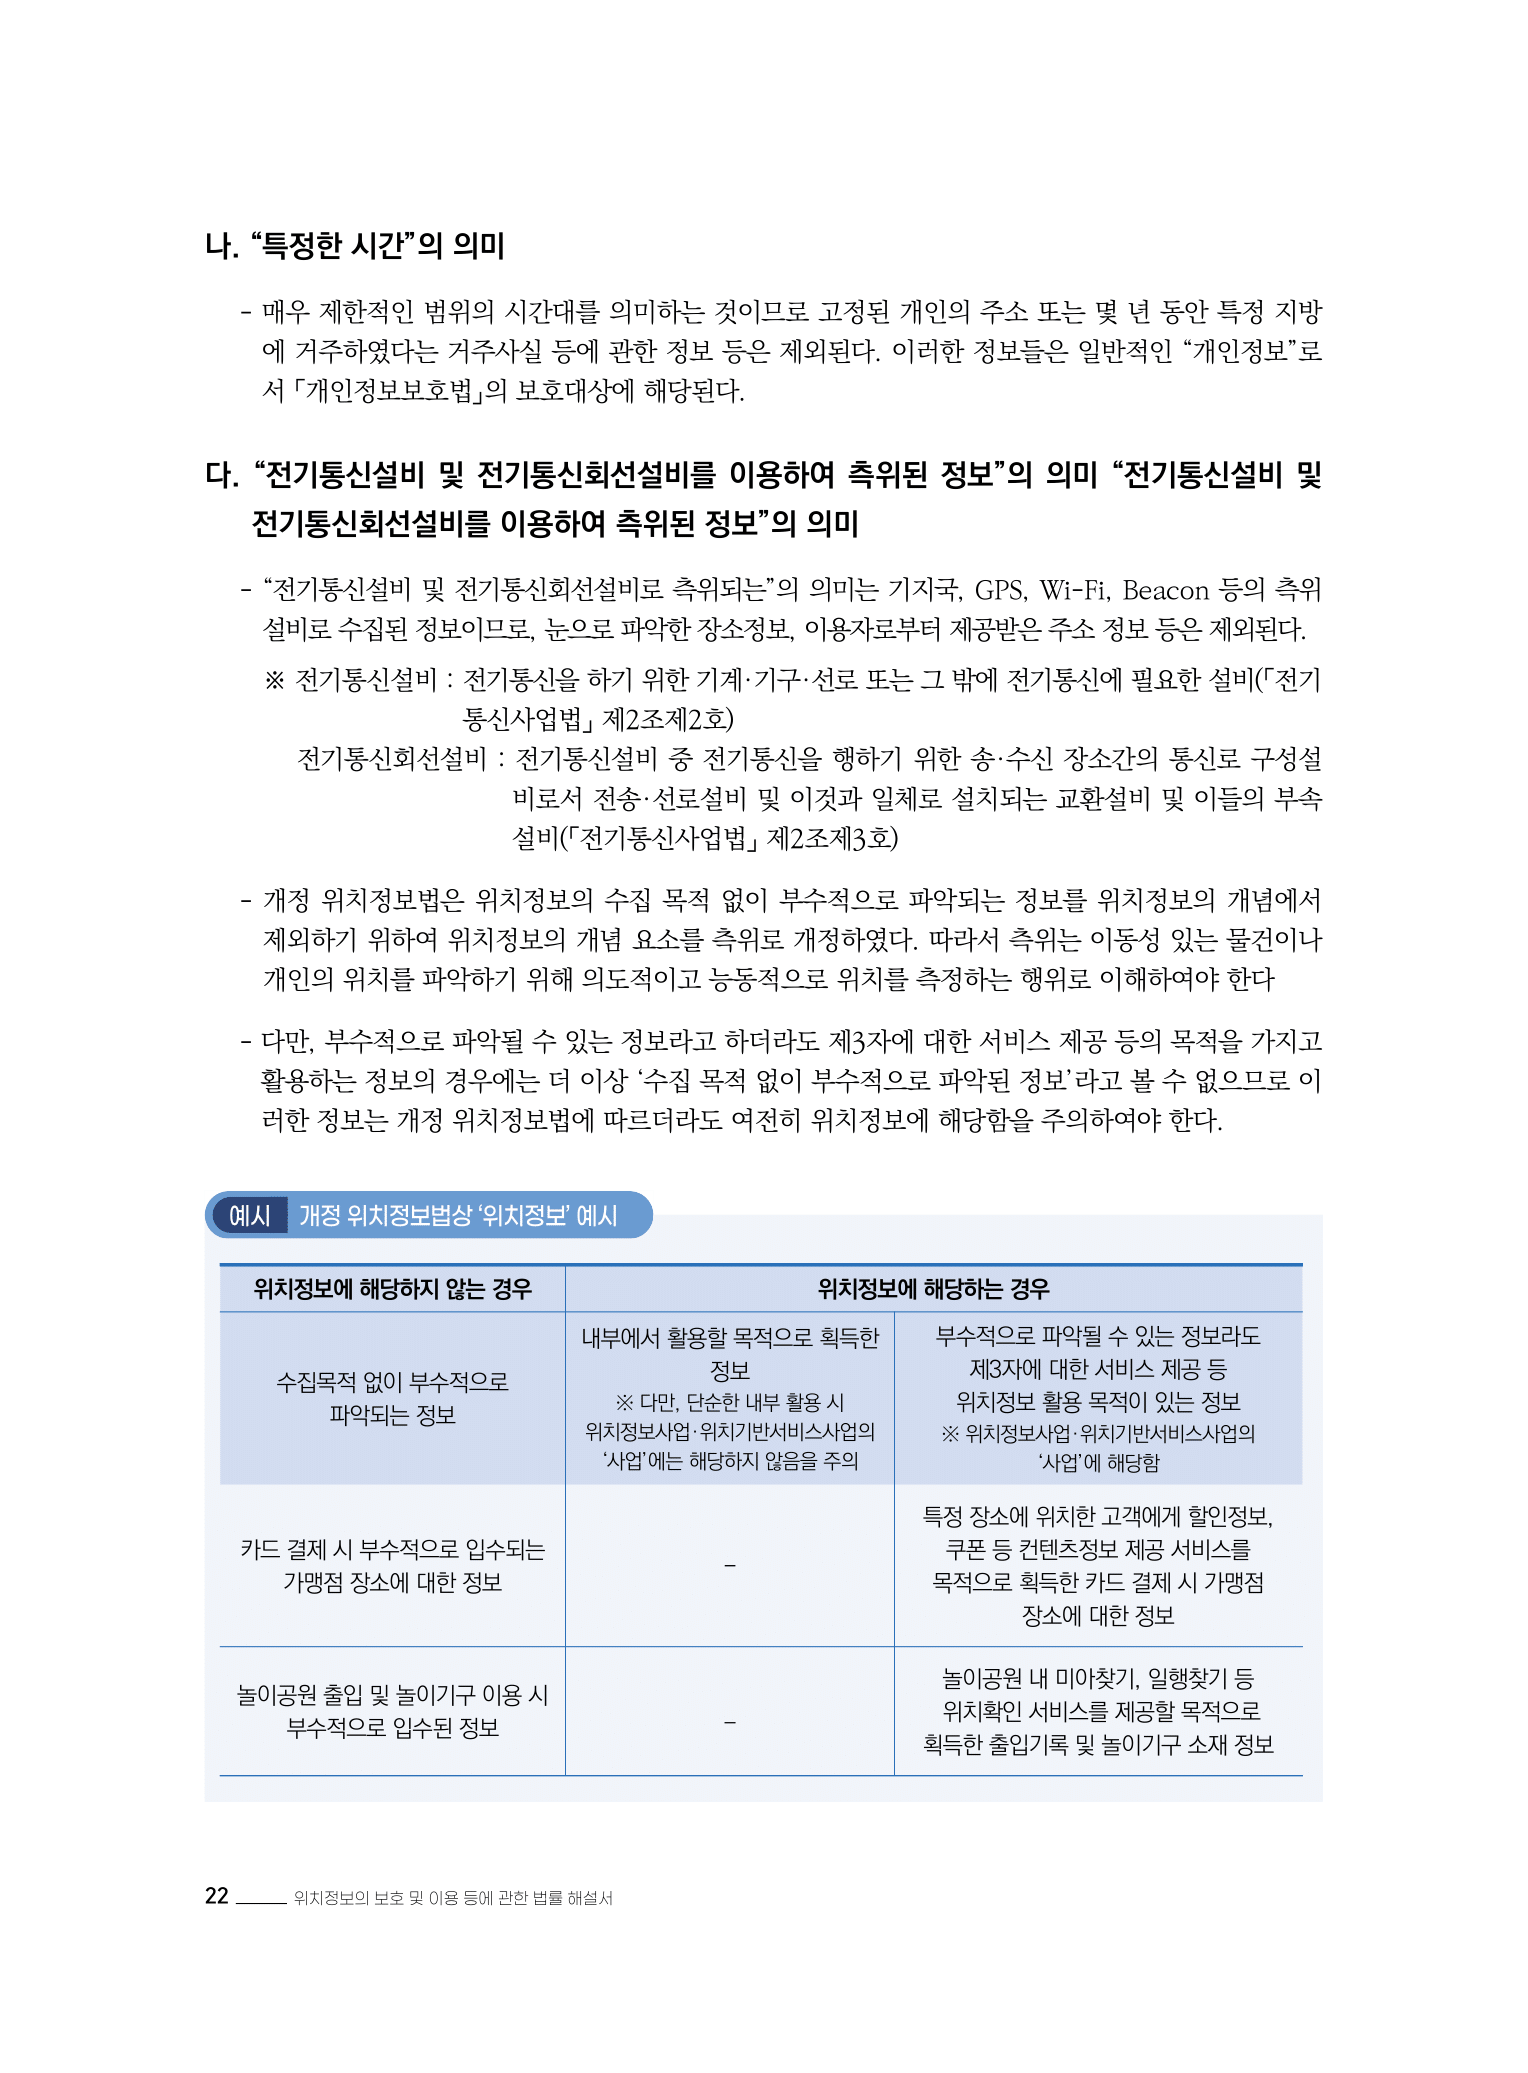 나. “특정한 시간”의 의미
- 매우 제한적인 범위의 시간대를 의미하는 것이므로 고정된 개인의 주소 또는 몇 년 동안 특정 지방
에 거주하였다는 거주사실 등에 관한 정보 등은 제외된다. 이러한 정보들은 일반적인 “개인정보”로
서 「개인정보보호법」의 보호대상에 해당된다.
다. “전기통신설비 및 전기통신회선설비를 이용하여 측위된 정보”의 의미 “전기통신설비 및
전기통신회선설비를 이용하여 측위된 정보”의 의미
- “전기통신설비 및 전기통신회선설비로 측위되는”의 의미는 기지국, GPS, Wi-Fi, Beacon 등의 측위
설비로 수집된 정보이므로, 눈으로 파악한 장소정보, 이용자로부터 제공받은 주소 정보 등은 제외된다.
※ 전기통신설비 : 전기통신을 하기 위한 기계·기구·선로 또는 그 밖에 전기통신에 필요한 설비(「전기
통신사업법」 제2조제2호)
전기통신회선설비 : 전기통신설비 중 전기통신을 행하기 위한 송·수신 장소간의 통신로 구성설
비로서 전송·선로설비 및 이것과 일체로 설치되는 교환설비 및 이들의 부속
설비(「전기통신사업법」 제2조제3호)
- 개정 위치정보법은 위치정보의 수집 목적 없이 부수적으로 파악되는 정보를 위치정보의 개념에서
제외하기 위하여 위치정보의 개념 요소를 측위로 개정하였다. 따라서 측위는 이동성 있는 물건이나
개인의 위치를 파악하기 위해 의도적이고 능동적으로 위치를 측정하는 행위로 이해하여야 한다
- 다만, 부수적으로 파악될 수 있는 정보라고 하더라도 제3자에 대한 서비스 제공 등의 목적을 가지고
활용하는 정보의 경우에는 더 이상 ‘수집 목적 없이 부수적으로 파악된 정보’라고 볼 수 없으므로 이
러한 정보는 개정 위치정보법에 따르더라도 여전히 위치정보에 해당함을 주의하여야 한다.
예시 개정 위치정보법상 ‘위치정보’ 예시
위치정보에 해당하지 않는 경우
위치정보에 해당하는 경우
수집목적 없이 부수적으로
파악되는 정보
내부에서 활용할 목적으로 획득한
정보
※ 다만, 단순한 내부 활용 시
위치정보사업·위치기반서비스사업의
‘사업’에는 해당하지 않음을 주의
부수적으로 파악될 수 있는 정보라도
제3자에 대한 서비스 제공 등
위치정보 활용 목적이 있는 정보
※ 위치정보사업·위치기반서비스사업의
‘사업’에 해당함
카드 결제 시 부수적으로 입수되는
가맹점 장소에 대한 정보
–
특정 장소에 위치한 고객에게 할인정보,
쿠폰 등 컨텐츠정보 제공 서비스를
목적으로 획득한 카드 결제 시 가맹점
장소에 대한 정보
놀이공원 출입 및 놀이기구 이용 시
부수적으로 입수된 정보
–
놀이공원 내 미아찾기, 일행찾기 등
위치확인 서비스를 제공할 목적으로
획득한 출입기록 및 놀이기구 소재 정보
22 위치정보의 보호 및 이용 등에 관한 법률 해설서